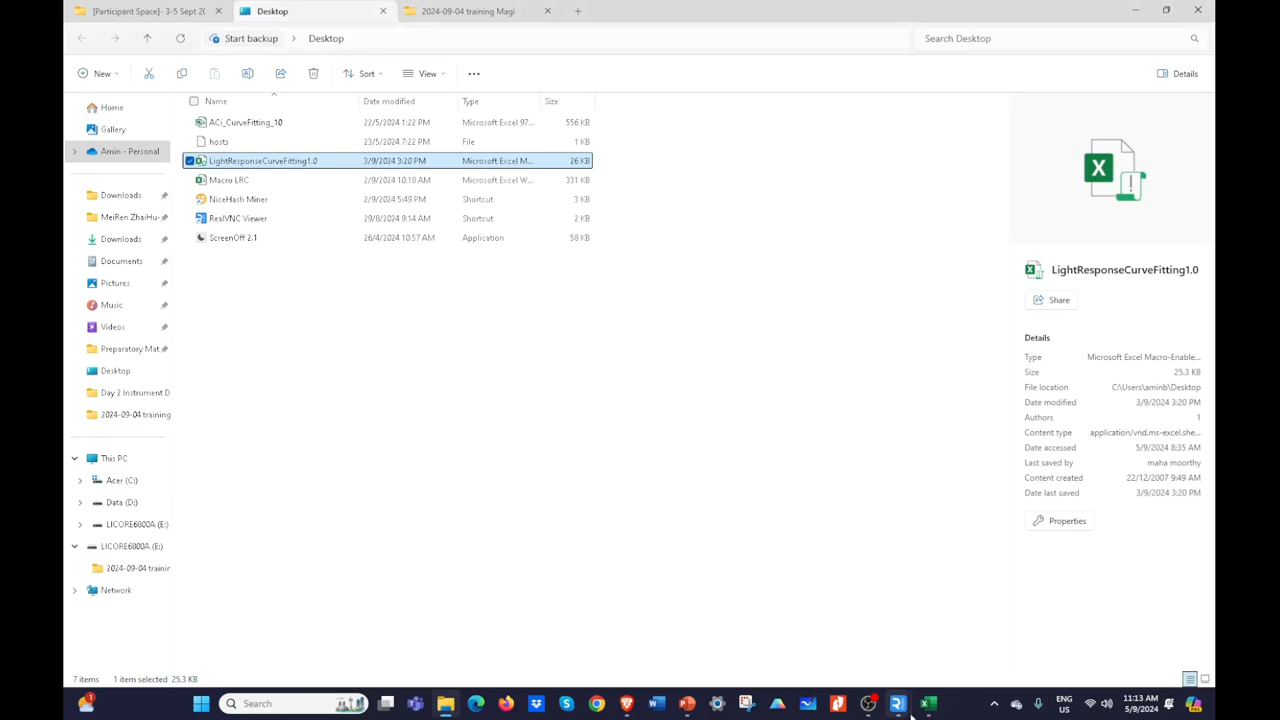 [Participant Space]- 3-5 Sept 20
Desktop
2024-09-04 training Magi
Start backup
Desktop
Search Desktop
New
Sort
View
Details
Name
Date modified
Type
Size
Home
Gallery
Amin - Personal
Downloads
MeiRen ZhaiHu-
Downloads
Documents
Pictures
Music
Videos
Preparatory Mat
Desktop
Day 2 Instrument D
2024-09-04 training
This PC
Acer (C:)
Data (D:)
LICORE6800A (E:)
LICORE6800A (E:)
2024-09-04 trainir
Network
ACi_CurveFitting_10 22/5/2024 1:22 PM Microsoft Excel 97... 556 KB
hosts 23/5/2024 7:22 PM File 1 KB
LightResponseCurveFitting1.0 3/9/2024 3:20 PM Microsoft Excel M... 26 KB
Macro LRC 2/9/2024 10:18 AM Microsoft Excel W... 331 KB
NiceHash Miner 2/9/2024 5:49 PM Shortcut 3 KB
RealVNC Viewer 29/8/2024 9:14 AM Shortcut 2 KB
ScreenOff 2.1 26/4/2024 10:57 AM Application 58 KB
LightResponseCurveFitting1.0
Share
Details
Type Microsoft Excel Macro-Enable...
Size 25.3 KB
File location C:\Users\aminb\Desktop
Date modified 3/9/2024 3:20 PM
Authors 1
Content type application/vnd.ms-excel.she...
Date accessed 5/9/2024 8:35 AM
Last saved by maha moorthy
Content created 22/12/2007 9:49 AM
Date last saved 3/9/2024 3:20 PM
Properties
7 items 1 item selected 25.3 KB
Search
ENG
US
11:13 AM
5/9/2024